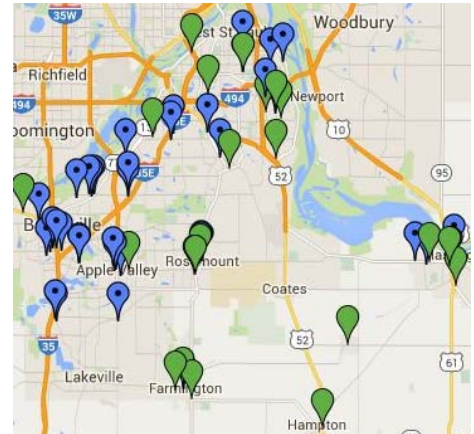 35W
Woodbury
Richfield
494
494
Newport
oomington
10
35E
52
95
Apple Valley
Coates
52
35
61
Lakeville
Farmington
Hampton